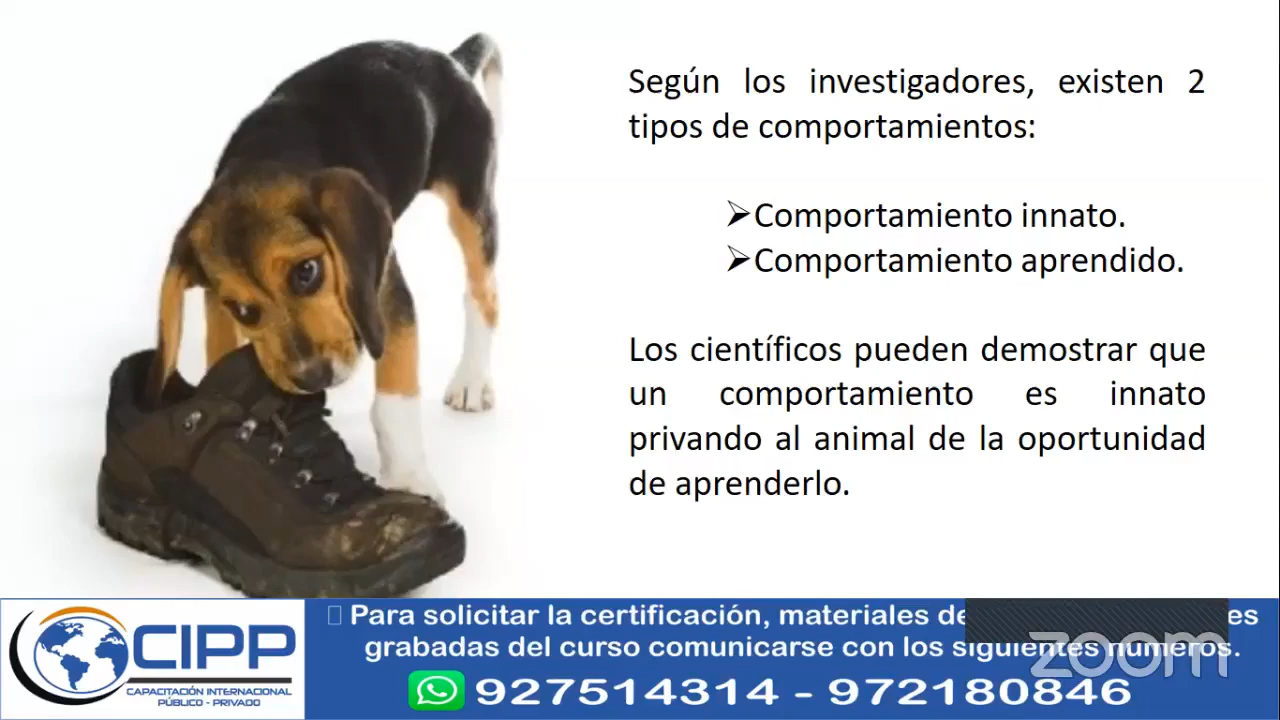 Según los investigadores, existen 2
tipos de comportamientos:
➢Comportamiento innato.
➢Comportamiento aprendido.
Los científicos pueden demostrar que
un comportamiento es innato
privando al animal de la oportunidad
de aprenderlo.
CIPP
CAPACITACIÓN INTERNACIONAL
PÚBLICO - PRIVADO
Para solicitar la certificación, materiales de es
grabadas del curso comunicarse con los siguientes números.
927514314 - 972180846
zoom